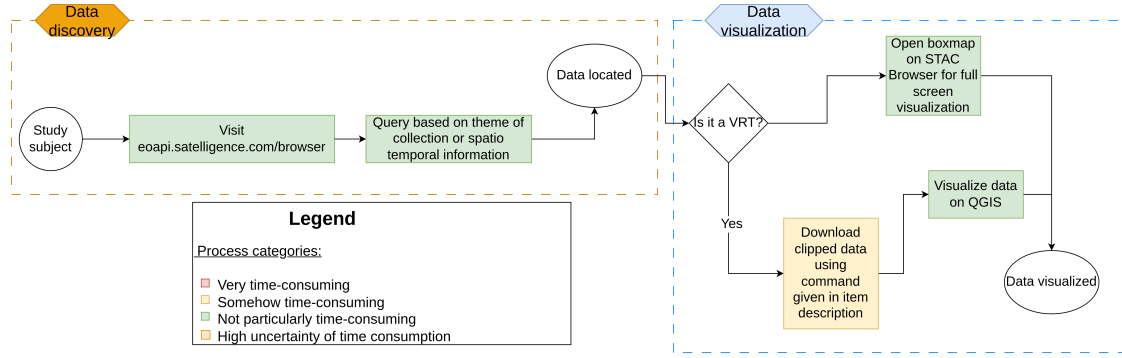 Data
discovery
Data
visualization
Study
subject
Visit
eoapi.satelligence.com/browser
Query based on theme of
collection or spatio
temporal information
Data located
Is it a VRT?
Open boxmap
on STAC
Browser for full
screen
visualization
Yes
Download
clipped data
using
command
given in item
description
Visualize data
on QGIS
Data visualized
Legend
Process categories:
Very time-consuming
Somehow time-consuming
Not particularly time-consuming
High uncertainty of time consumption